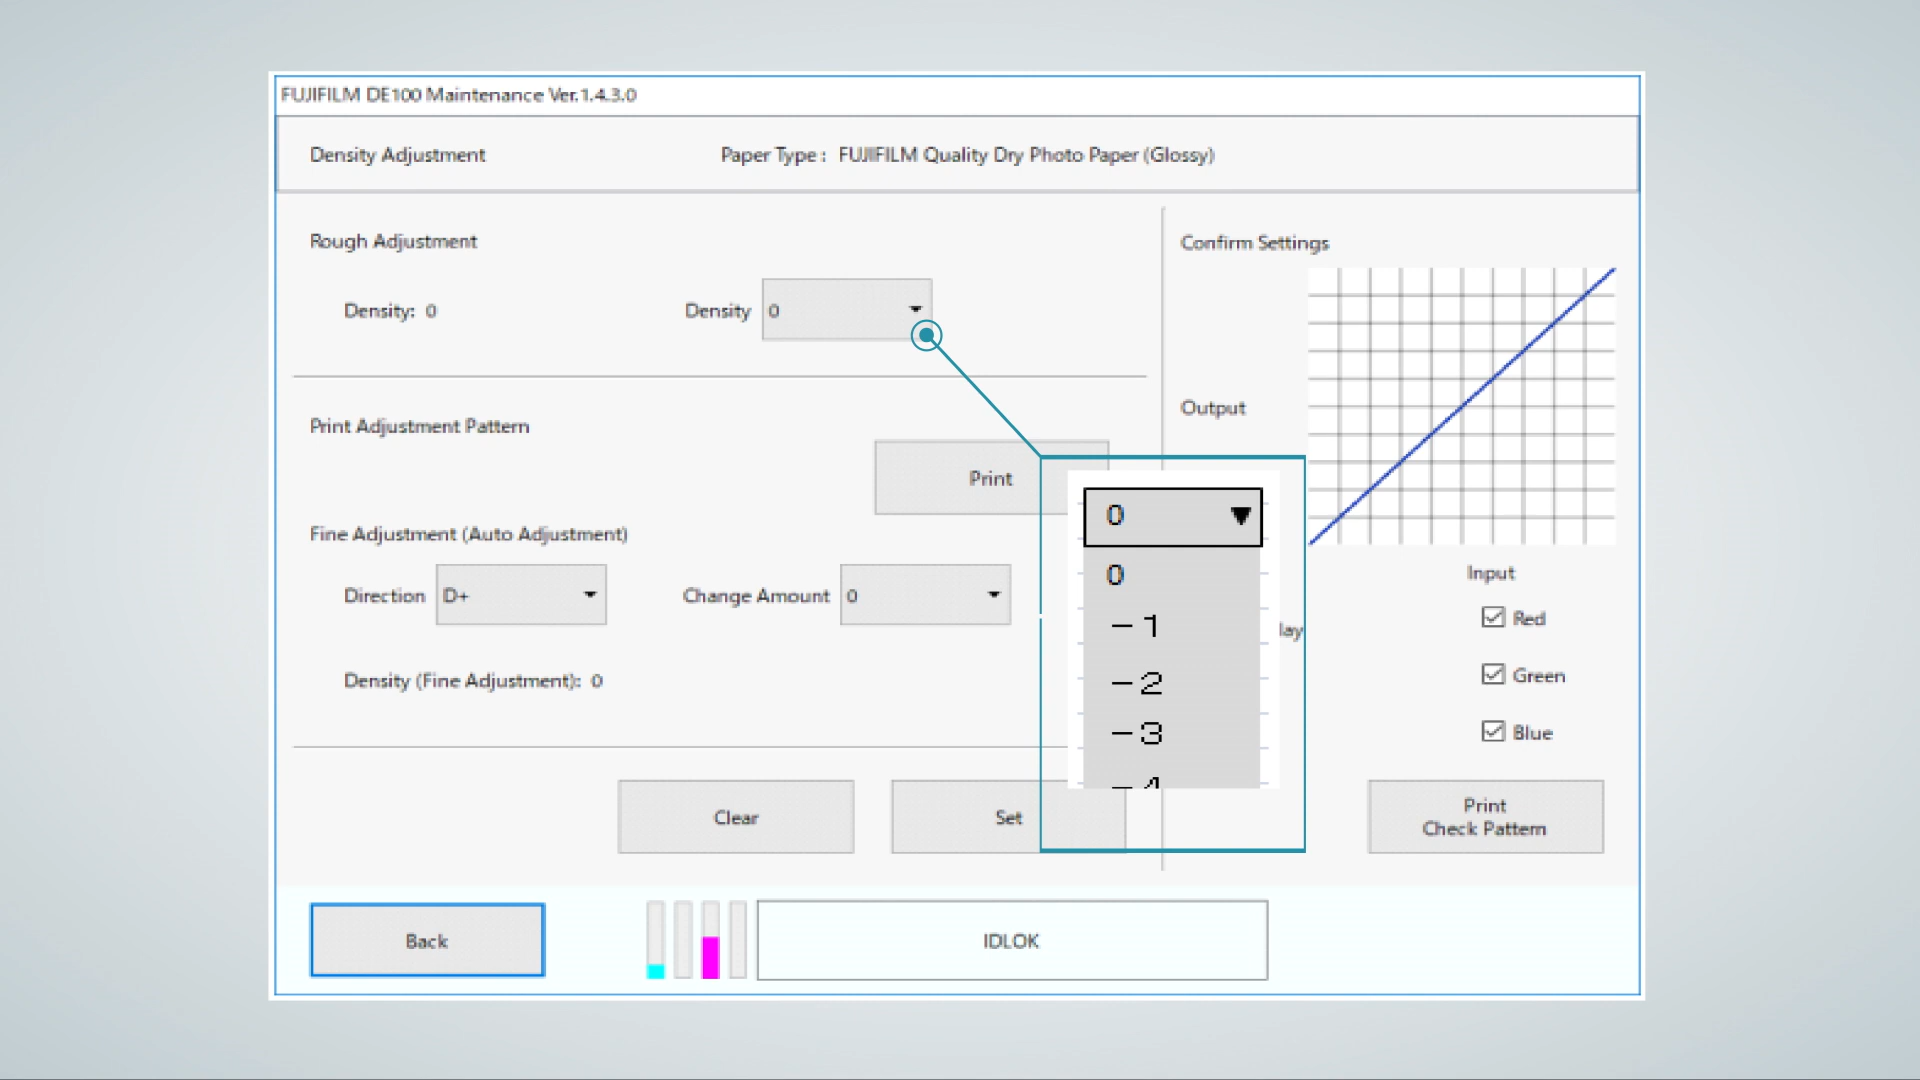 FUJIFILM DE100 Maintenance Ver.1.4.3.0
Density Adjustment
Paper Type : FUJIFILM Quality Dry Photo Paper (Glossy)
Rough Adjustment
Density: 0
Density 0
Print Adjustment Pattern
Print
Fine Adjustment (Auto Adjustment)
Direction D+
Change Amount 0
Density (Fine Adjustment): 0
Clear
Set
0
0
−1
−2
−3
−4
Confirm Settings
Output
Input
Red
Green
Blue
Print
Check Pattern
Back
IDLOK